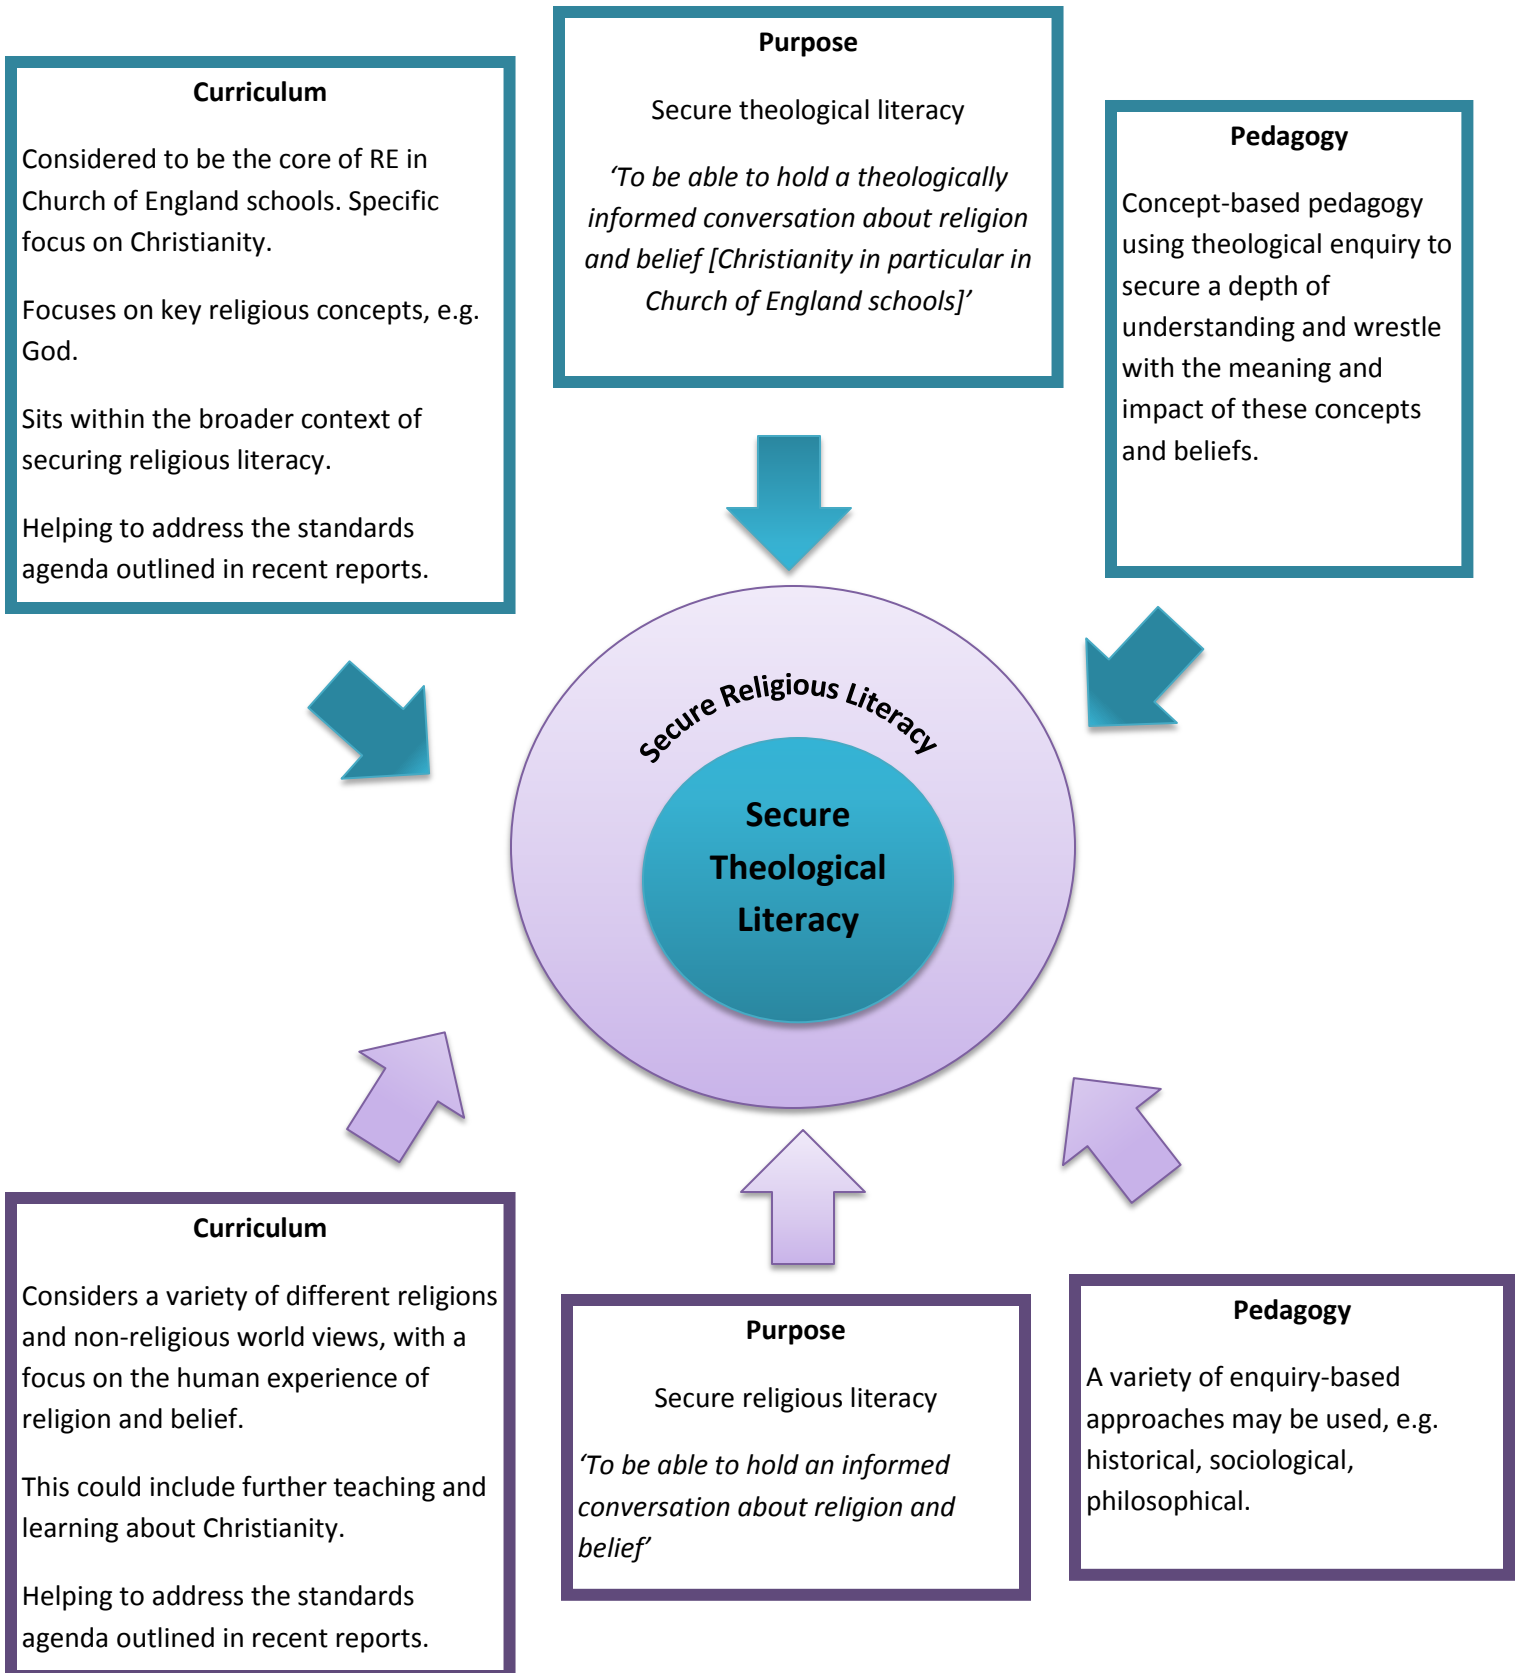 Purpose
Secure theological literacy
‘To be able to hold a theologically
informed conversation about religion
and belief [Christianity in particular in
Church of England schools]’
Curriculum
Considered to be the core of RE in
Church of England schools. Specific
focus on Christianity.
Focuses on key religious concepts, e.g.
God.
Sits within the broader context of
securing religious literacy.
Helping to address the standards
agenda outlined in recent reports.
Pedagogy
Concept-based pedagogy
using theological enquiry to
secure a depth of
understanding and wrestle
with the meaning and
impact of these concepts
and beliefs.
Secure Religious Literacy
Secure
Theological
Literacy
Curriculum
Considers a variety of different religions
and non-religious world views, with a
focus on the human experience of
religion and belief.
This could include further teaching and
learning about Christianity.
Helping to address the standards
agenda outlined in recent reports.
Purpose
Secure religious literacy
‘To be able to hold an informed
conversation about religion and
belief’
Pedagogy
A variety of enquiry-based
approaches may be used, e.g.
historical, sociological,
philosophical.